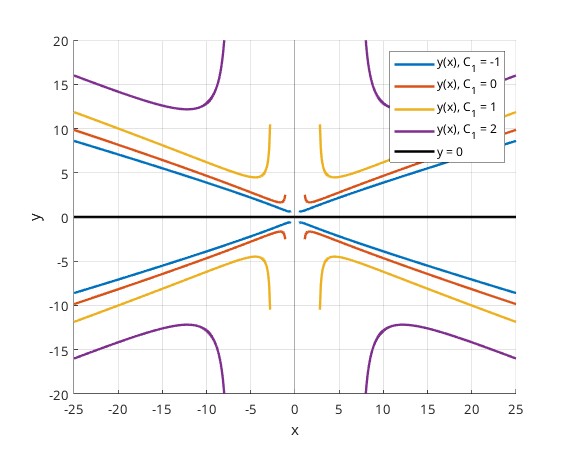 20
15
10
5
0
-5
-10
-15
-20
y
y(x), C1 = -1
y(x), C1 = 0
y(x), C1 = 1
y(x), C1 = 2
y = 0
-25 -20 -15 -10 -5 0 5 10 15 20 25
x